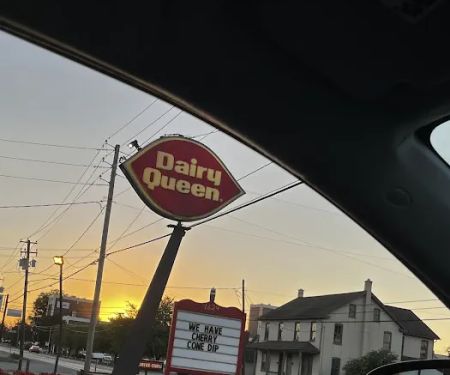 Dairy
Queen
WE HAVE
CHERRY
CONE DIP